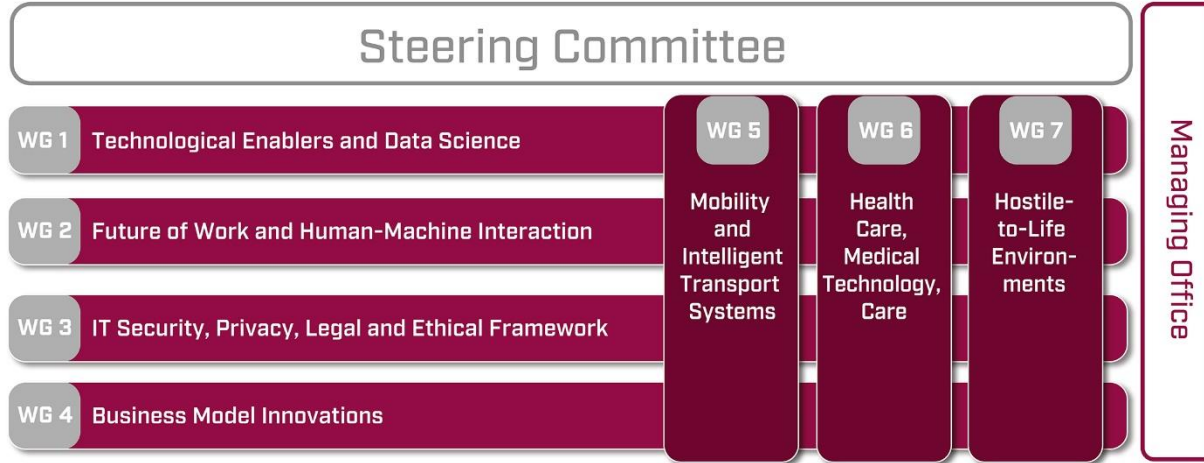 Steering Committee
WG 1
Technological Enablers and Data Science
WG 2
Future of Work and Human-Machine Interaction
WG 3
IT Security, Privacy, Legal and Ethical Framework
WG 4
Business Model Innovations
WG 5
Mobility
and
Intelligent
Transport
Systems
WG 6
Health
Care,
Medical
Technology,
Care
WG 7
Hostile-
to-Life
Environ-
ments
Managing Office